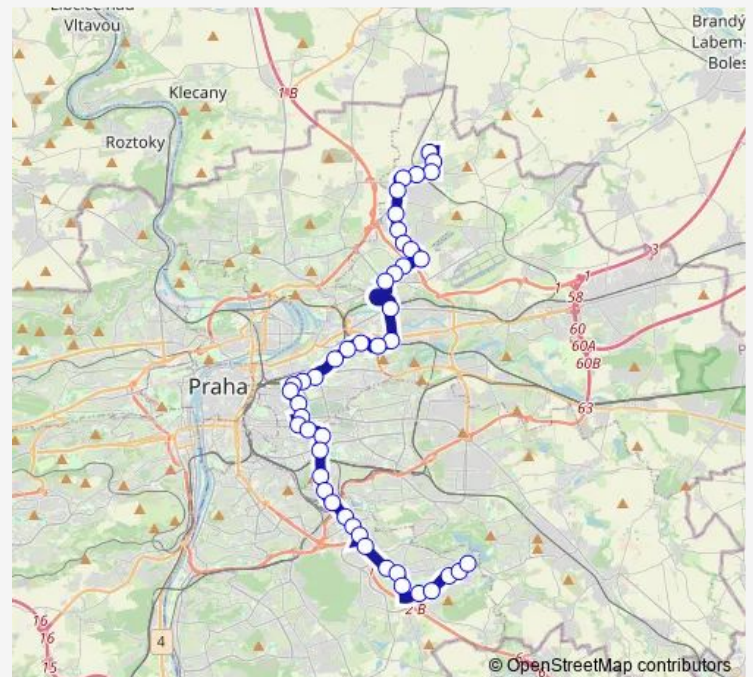 Vltavou
Brandý
Labem-
Boles
1 B
Klecany
Roztoky
3
1
1
58
60
60A
60B
Praha
63
2 B
4
16
16
15
6
© OpenStreetMap contributors